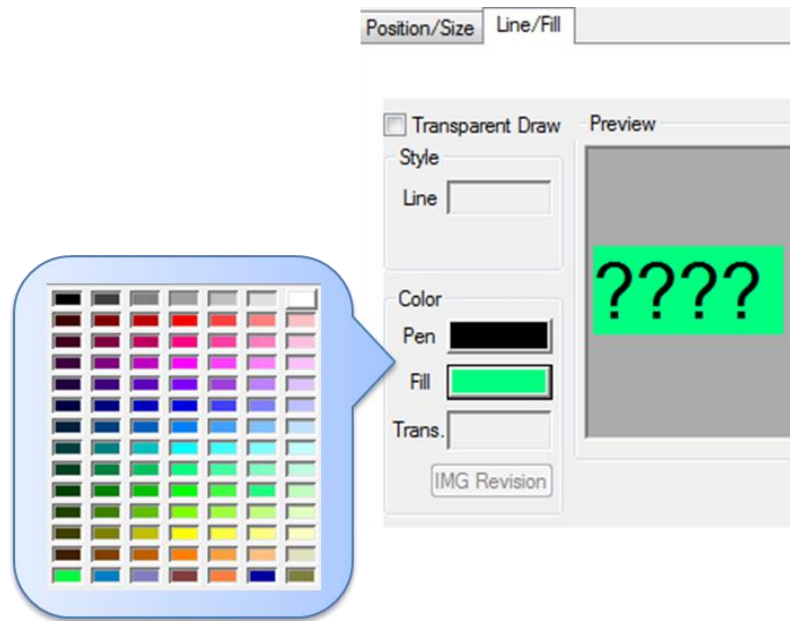 Position/Size Line/Fill
Transparent Draw
Preview
Style
Line
????
Color
Pen
Fill
Trans.
IMG Revision